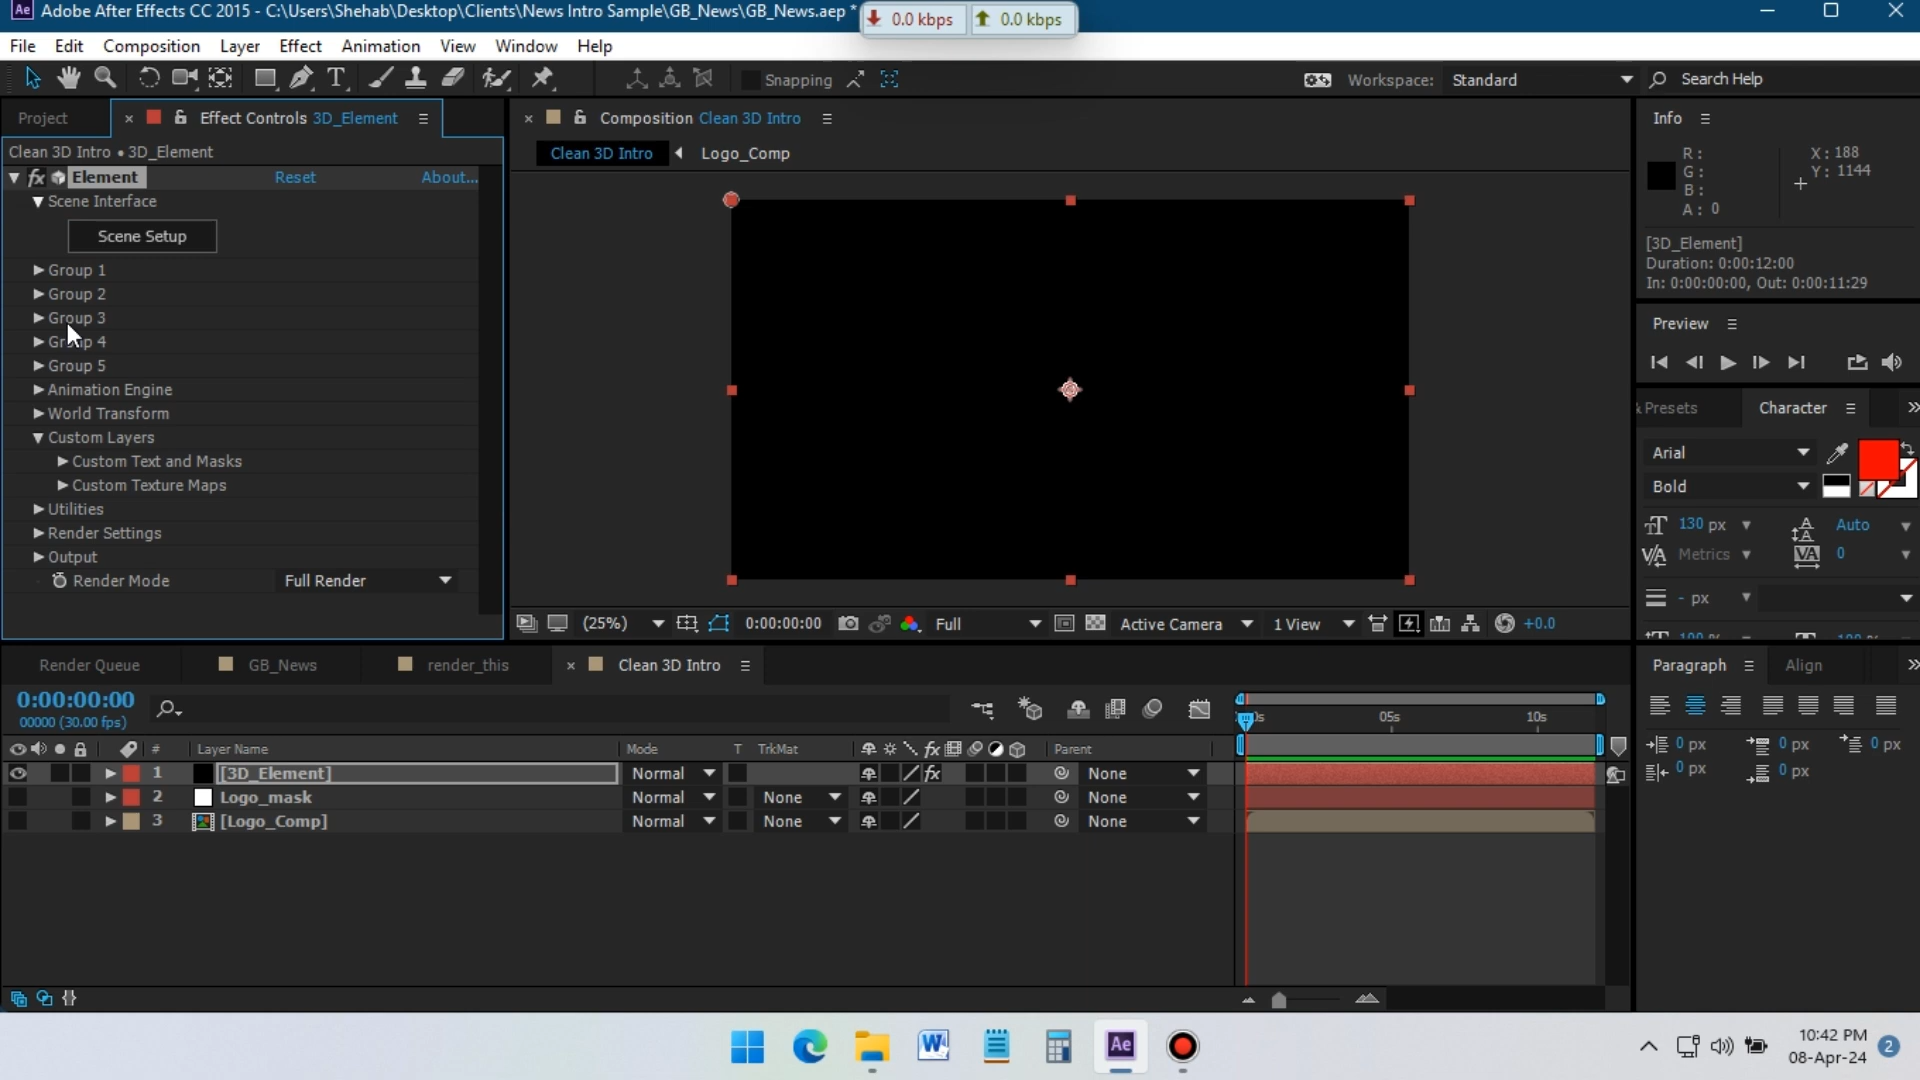 Ae Adobe After Effects CC 2015 - C:\Users\Shehab\Desktop\Clients\News Intro Sample\GB_News\GB_News.aep *
0.0 kbps 0.0 kbps
File Edit Composition Layer Effect Animation View Window Help
T Snapping Workspace: Standard Search Help
Project Effect Controls 3D_Element
Clean 3D Intro • 3D_Element
fx Element Reset About...
Scene Interface
Scene Setup
Group 1
Group 2
Group 3
Group 4
Group 5
Animation Engine
World Transform
Custom Layers
Custom Text and Masks
Custom Texture Maps
Utilities
Render Settings
Output
Render Mode Full Render
Composition Clean 3D Intro
Clean 3D Intro Logo_Comp
(25%) 0:00:00:00 Full Active Camera 1 View +0.0
Info
R: X: 188
G: Y: 1144
B:
A: 0
[3D_Element]
Duration: 0:00:12:00
In: 0:00:00:00, Out: 0:00:11:29
Preview
& Presets Character
Arial
Bold
130 px Auto
Metrics 0
- px
Render Queue GB_News render_this Clean 3D Intro
0:00:00:00
00000 (30.00 fps)
05s 10s
# Layer Name Mode T TrkMat fx Parent
1 [3D_Element] Normal fx None
2 Logo_mask Normal None None
3 [Logo_Comp] Normal None None
Paragraph Align
0 px 0 px 0 px
0 px 0 px
W Ae
10:42 PM
08-Apr-24
2